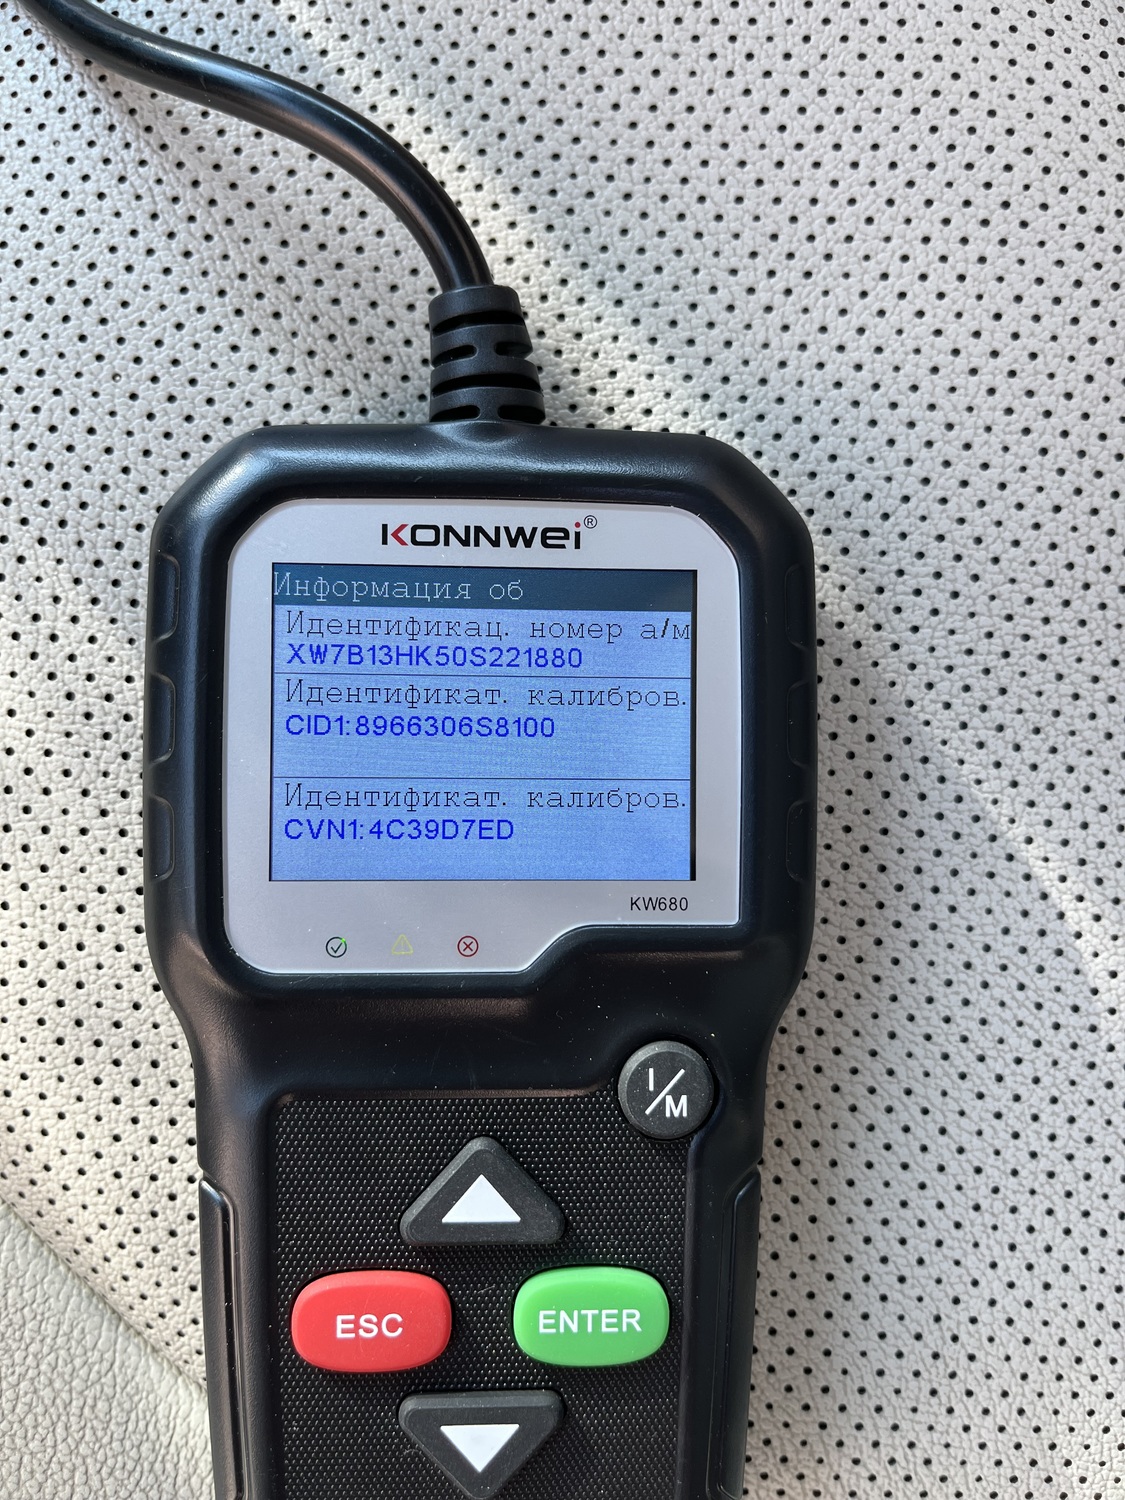 KONNWEI®
Информация об
Идентификац. номер а/м
XW7B13HK50S221880
Идентификат. калибров.
CID1:8966306S8100
Идентификат. калибров.
CVN1:4C39D7ED
KW680
I/M
ESC
ENTER